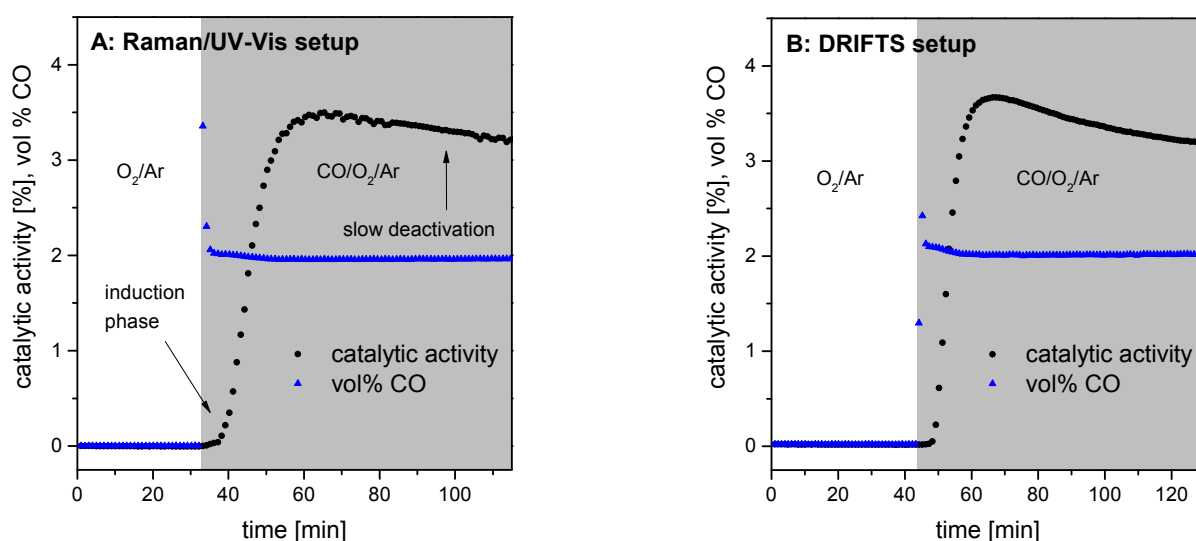 A: Raman/UV-Vis setup
catalytic activity [%], vol % CO
4
3
2
1
0
O2/Ar
CO/O2/Ar
slow deactivation
induction
phase
catalytic activity
vol% CO
0 20 40 60 80 100
time [min]
B: DRIFTS setup
catalytic activity [%], vol % CO
4
3
2
1
0
O2/Ar
CO/O2/Ar
catalytic activity
vol% CO
0 20 40 60 80 100 120
time [min]